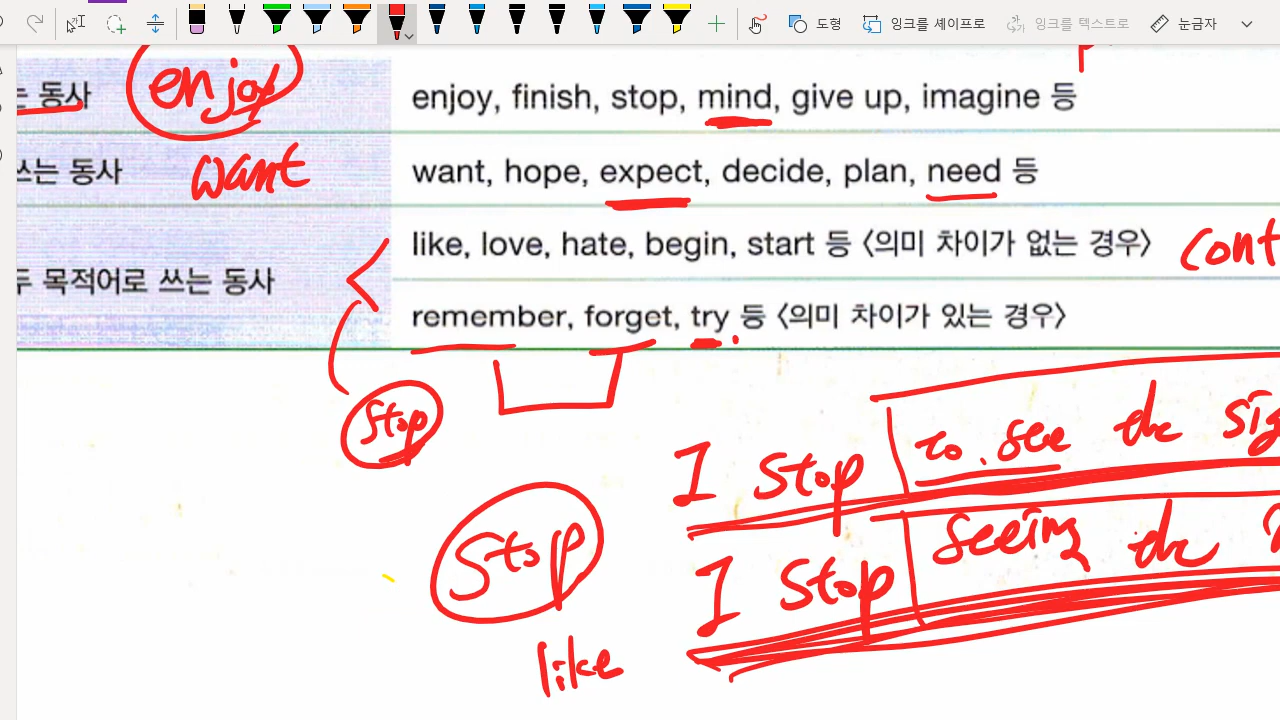 도형 잉크를 셰이프로 잉크를 텍스트로 눈금자
는 동사 enjoy enjoy, finish, stop, mind, give up, imagine 등
쓰는 동사 want want, hope, expect, decide, plan, need 등
like, love, hate, begin, start 등 〈의미 차이가 없는 경우〉 cont
두 목적어로 쓰는 동사
remember, forget, try 등 〈의미 차이가 있는 경우〉
stop
I stop to see the sig
stop
I stop seeing the
like